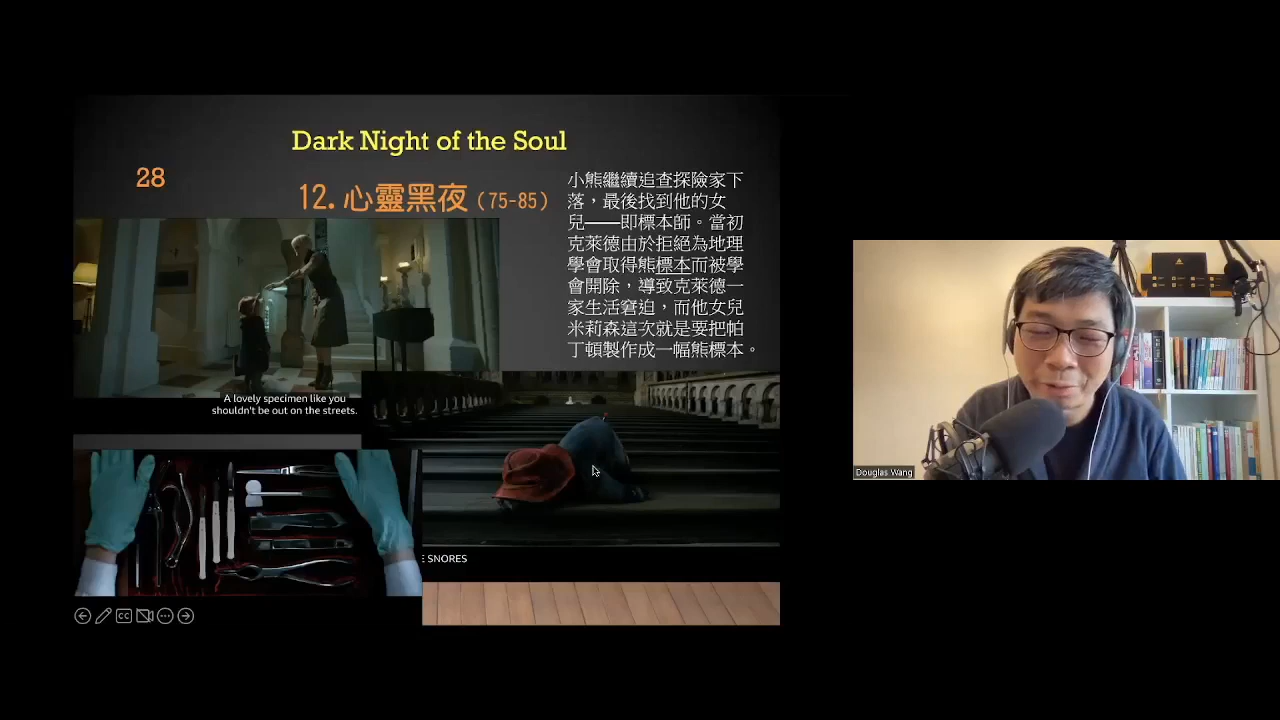 Dark Night of the Soul
28
12. 心靈黑夜（75-85）
小熊繼續追查探險家下
落，最後找到他的女
兒——即標本師。當初
克萊德由於拒絕為地理
學會取得熊標本而被學
會開除，導致克萊德一
家生活窘迫，而他女兒
米莉森這次就是要把帕
丁頓製作成一幅熊標本。
A lovely specimen like you
shouldn't be out on the streets.
E SNORES
CC
Douglas Wang